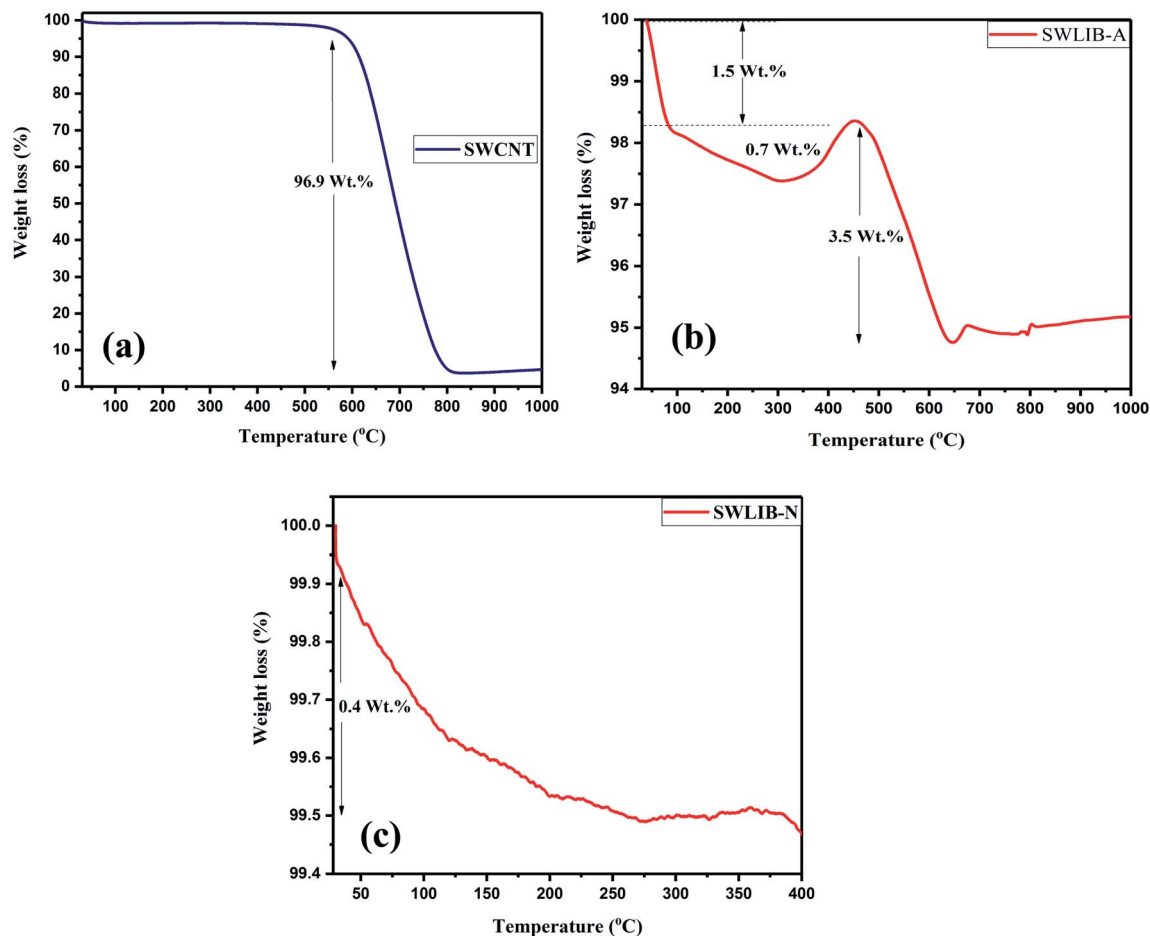 100
90
80
70
60
50
40
30
20
10
0
Weight loss (%)
SWCNT
96.9 Wt.%
(a)
100 200 300 400 500 600 700 800 900 1000
Temperature (°C)
100
99
98
97
96
95
94
Weight loss (%)
SWLIB-A
1.5 Wt.%
0.7 Wt.%
3.5 Wt.%
(b)
100 200 300 400 500 600 700 800 900 1000
Temperature (°C)
100.0
99.9
99.8
99.7
99.6
99.5
99.4
Weight loss (%)
SWLIB-N
0.4 Wt.%
(c)
50 100 150 200 250 300 350 400
Temperature (°C)